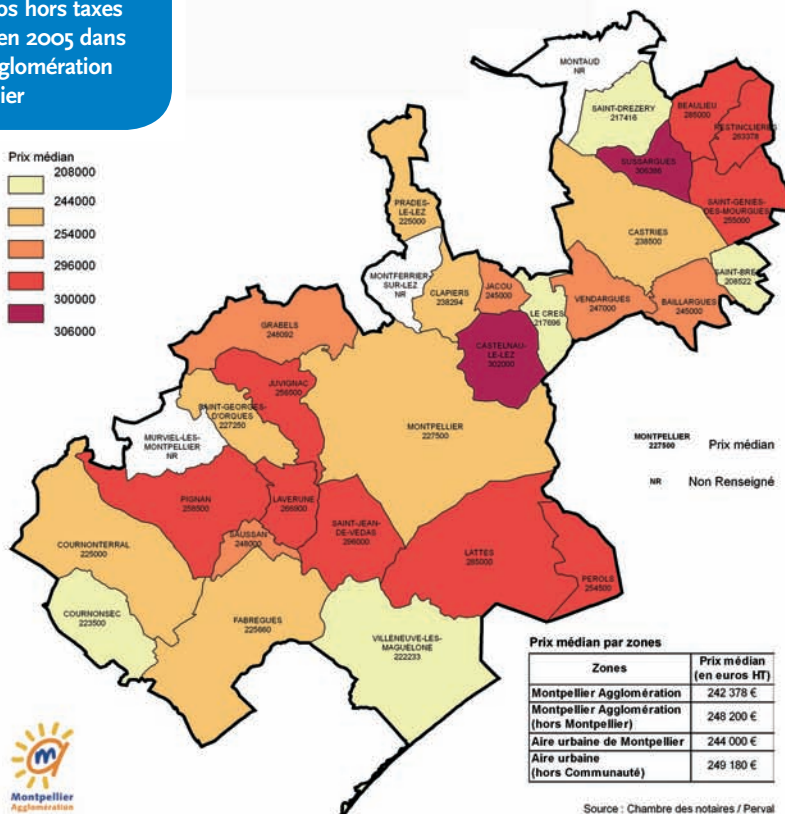 os hors taxes
en 2005 dans
gglomération
lier
Prix médian
208000
244000
254000
296000
300000
306000
MONTAUD
NR
SAINT-DREZERY
217416
BEAULIEU
285000
RESTINCLIERES
263378
SUSSARGUES
306386
SAINT-GENIES-
DES-MOURGUES
255000
PRADES-
LE-LEZ
225000
CASTRIES
238500
MONTFERRIER-
SUR-LEZ
NR
CLAPIERS
238294
JACOU
245000
LE CRES
217696
VENDARGUES
247000
BAILLARGUES
245000
SAINT-BRES
208522
GRABELS
246092
CASTELNAU-
LE-LEZ
302000
JUVIGNAC
256500
SAINT-GEORGES-
D'ORQUES
227250
MONTPELLIER
227500
MURVIEL-LES-
MONTPELLIER
NR
MONTPELLIER
227500
Prix médian
NR
Non Renseigné
PIGNAN
258500
LAVERUNE
SAINT-JEAN-
DE-VEDAS
296000
SAUSSAN
248000
LATTES
285000
PEROLS
254500
COURNONTERRAL
225000
COURNONSEC
223500
FABREGUES
225660
VILLENEUVE-LES-
MAGUELONE
222233
Prix médian par zones
Zones
Prix médian
(en euros HT)
Montpellier Agglomération
242 378 €
Montpellier Agglomération
(hors Montpellier)
248 200 €
Aire urbaine de Montpellier
244 000 €
Aire urbaine
(hors Communauté)
249 180 €
m
Montpellier
Agglomération
Source : Chambre des notaires / Perval